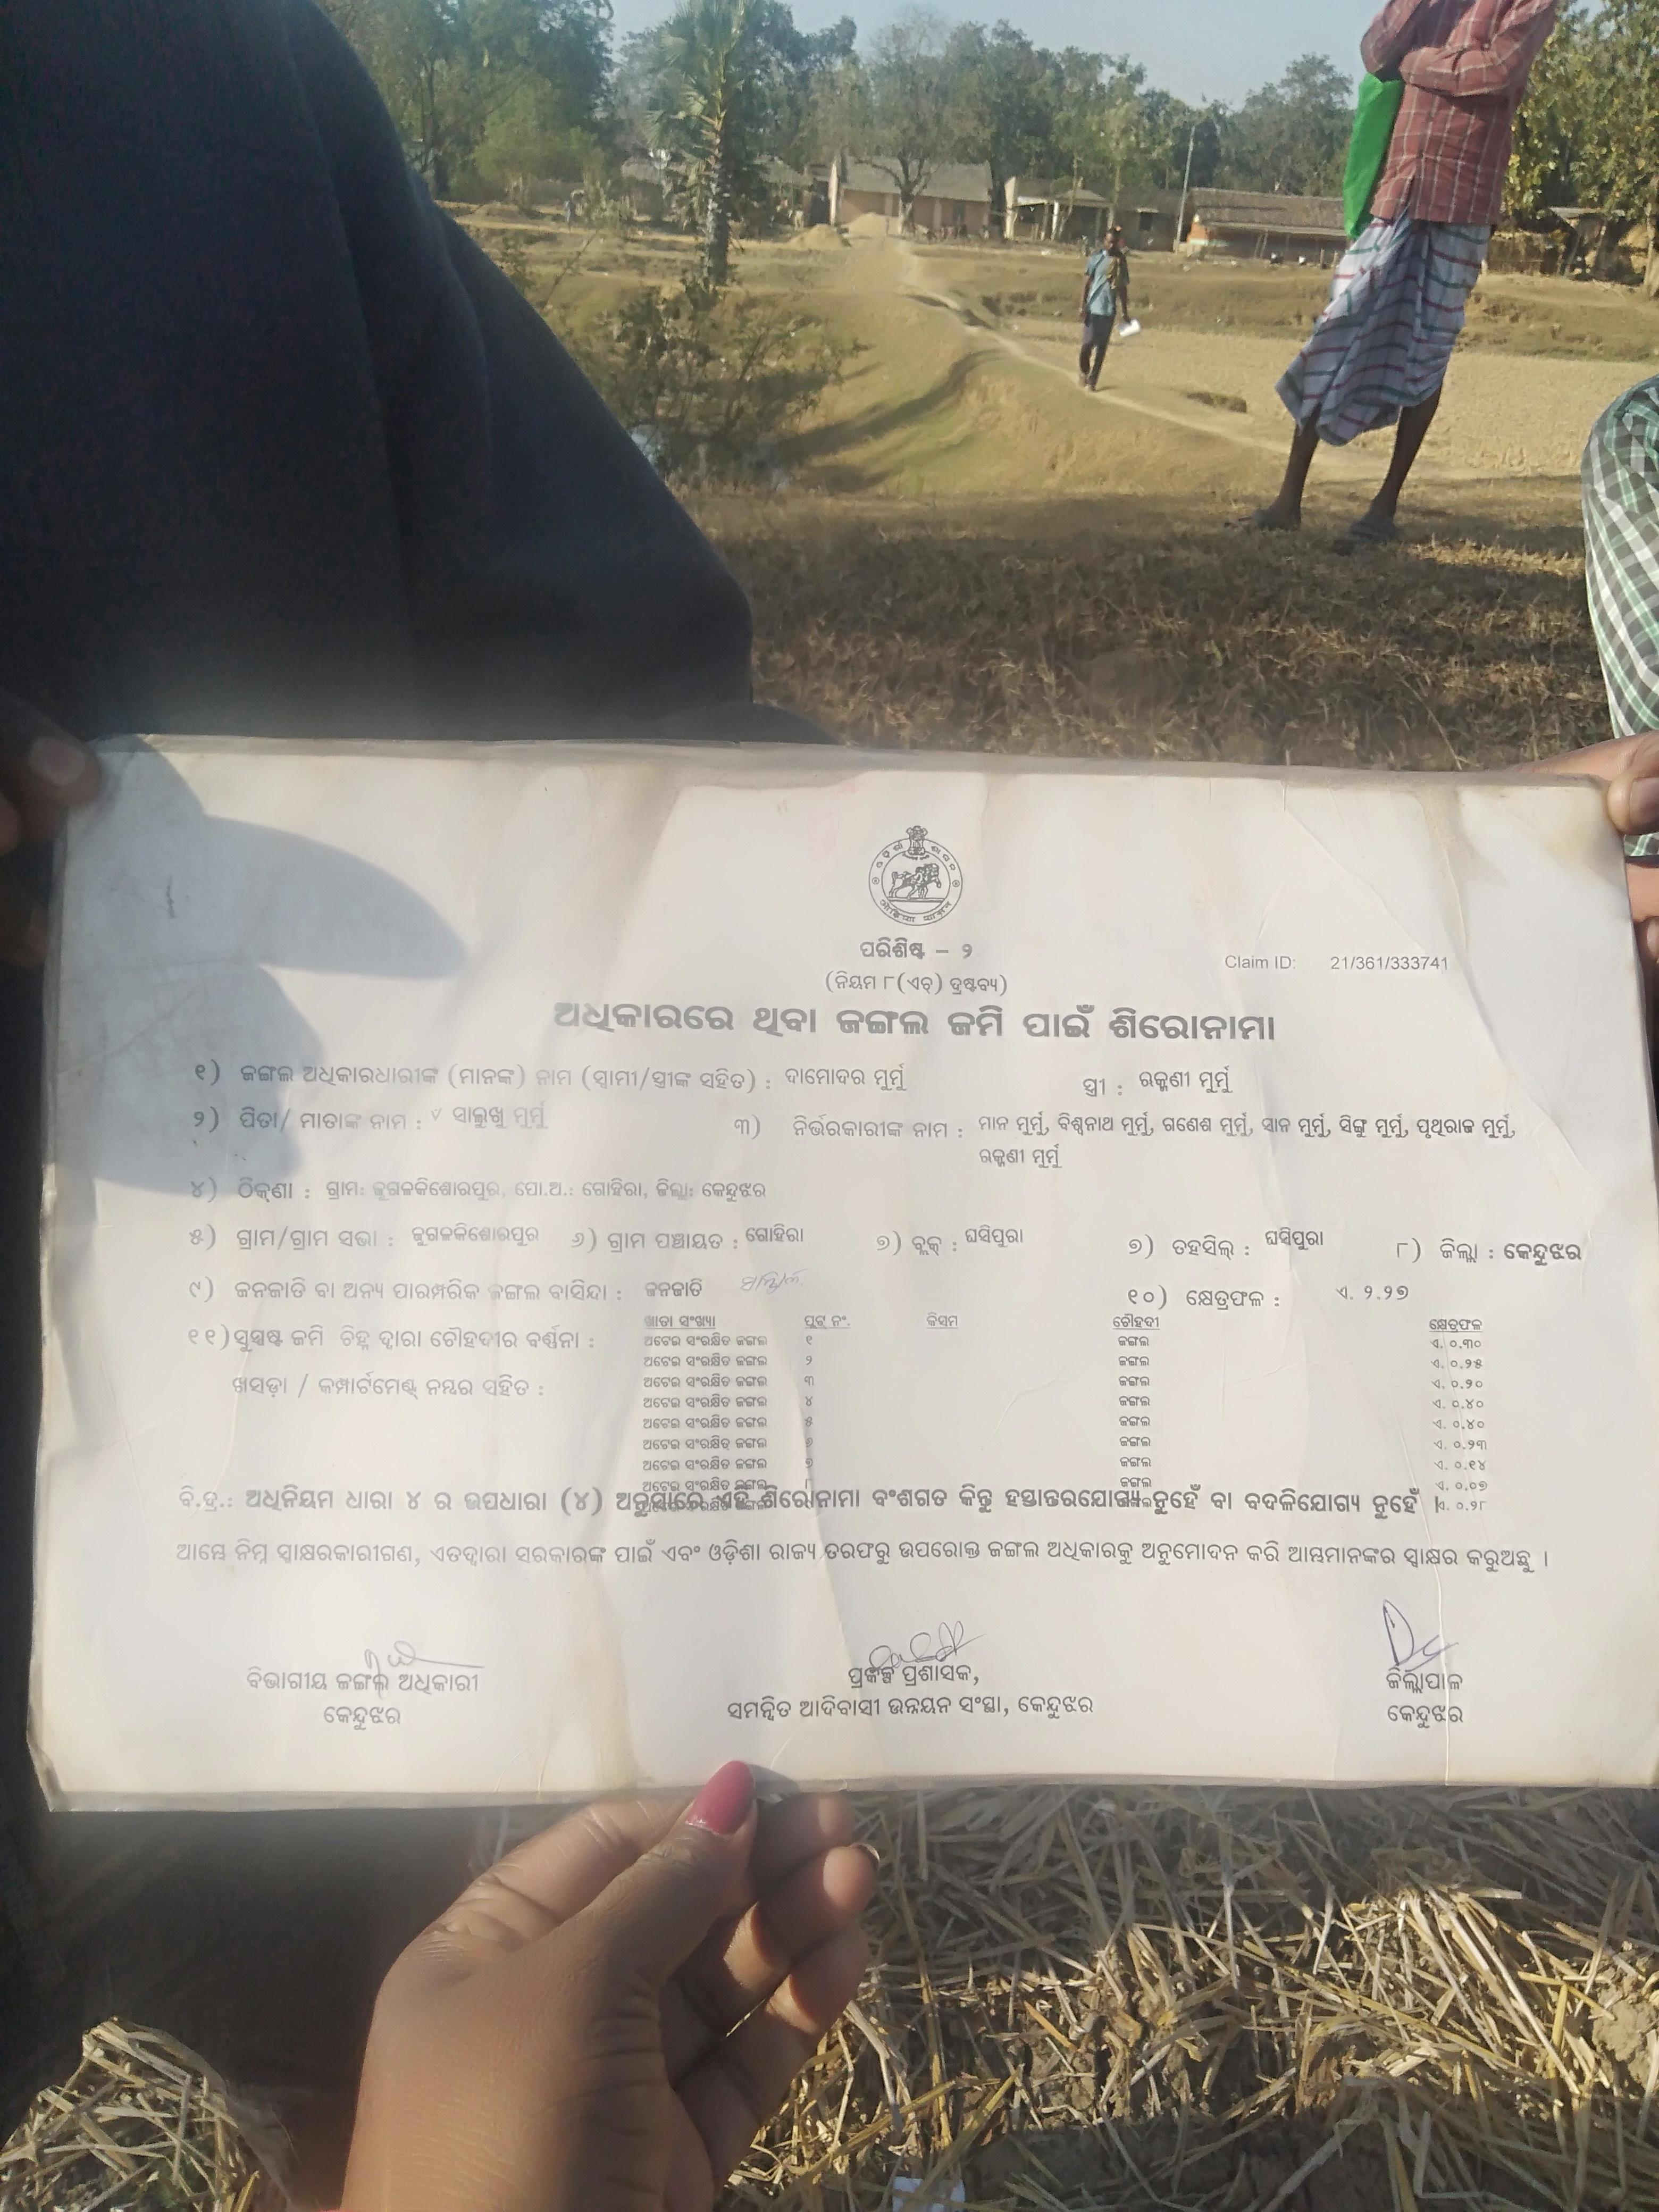 ପରିଶିଷ୍ଟ – ୨
Claim ID: 21/361/333741
(ନିୟମ ୮(ଏଚ୍) ଦ୍ରଷ୍ଟବ୍ୟ)
ଅଧିକାରରେ ଥିବା ଜଙ୍ଗଲ ଜମି ପାଇଁ ଶିରୋନାମା
୧) ଜଙ୍ଗଲ ଅଧିକାରଧାରୀଙ୍କ (ମାନଙ୍କ) ନାମ (ସ୍ୱାମୀ/ସ୍ତ୍ରୀଙ୍କ ସହିତ) : ଦାମୋଦର ମୁର୍ମୁ ସ୍ତ୍ରୀ : ରକ୍ମଣୀ ମୁର୍ମୁ
୨) ପିତା/ ମାତାଙ୍କ ନାମ : ସାଲୁଖୁ ମୁର୍ମୁ ୩) ନିର୍ଭରକାରୀଙ୍କ ନାମ : ମାନ ମୁର୍ମୁ, ବିଶ୍ୱନାଥ ମୁର୍ମୁ, ଗଣେଶ ମୁର୍ମୁ, ସାନ ମୁର୍ମୁ, ସିଙ୍ଗୁ ମୁର୍ମୁ, ପୃଥିରାଜ ମୁର୍ମୁ,
ରକ୍ମଣୀ ମୁର୍ମୁ
୪) ଠିକ୍‌ଣା : ଗ୍ରାମ: ଜୁଗଳକିଶୋରପୁର, ପୋ.ଅ.: ଗୋହିରା, ଜିଲ୍ଲା: କେନ୍ଦୁଝର
୫) ଗ୍ରାମ/ଗ୍ରାମ ସଭା : ଜୁଗଳକିଶୋରପୁର ୬) ଗ୍ରାମ ପଞ୍ଚାୟତ : ଗୋହିରା ୭) ବ୍ଲକ୍ : ଘସିପୁରା ୭) ତହସିଲ୍ : ଘସିପୁରା ୮) ଜିଲ୍ଲା : କେନ୍ଦୁଝର
୯) ଜନଜାତି ବା ଅନ୍ୟ ପାରମ୍ପରିକ ଜଙ୍ଗଲ ବାସିନ୍ଦା : ଜନଜାତି ୧୦) କ୍ଷେତ୍ରଫଳ : ଏ. ୨.୨୭
୧୧) ସୁସ୍ପଷ୍ଟ ଜମି ଚିହ୍ନ ଦ୍ୱାରା ଚୌହଦୀର ବର୍ଣ୍ଣନା :
ଖସଡ଼ା / କମ୍ପାର୍ଟମେଣ୍ଟ୍ ନମ୍ବର ସହିତ :
ଖାତା ସଂଖ୍ୟା ପ୍ଲଟ୍ ନଂ. କିସମ ଚୌହଦୀ କ୍ଷେତ୍ରଫଳ
ଅଟେଇ ସଂରକ୍ଷିତ ଜଙ୍ଗଲ ୧ ଜଙ୍ଗଲ ଏ. ୦.୩୦
ଅଟେଇ ସଂରକ୍ଷିତ ଜଙ୍ଗଲ ୨ ଜଙ୍ଗଲ ଏ. ୦.୨୫
ଅଟେଇ ସଂରକ୍ଷିତ ଜଙ୍ଗଲ ୩ ଜଙ୍ଗଲ ଏ. ୦.୨୦
ଅଟେଇ ସଂରକ୍ଷିତ ଜଙ୍ଗଲ ୪ ଜଙ୍ଗଲ ଏ. ୦.୪୦
ଅଟେଇ ସଂରକ୍ଷିତ ଜଙ୍ଗଲ ୫ ଜଙ୍ଗଲ ଏ. ୦.୪୦
ଅଟେଇ ସଂରକ୍ଷିତ ଜଙ୍ଗଲ ୬ ଜଙ୍ଗଲ ଏ. ୦.୨୩
ଅଟେଇ ସଂରକ୍ଷିତ ଜଙ୍ଗଲ ୭ ଜଙ୍ଗଲ ଏ. ୦.୧୪
ଅଟେଇ ସଂରକ୍ଷିତ ଜଙ୍ଗଲ ୮ ଜଙ୍ଗଲ ଏ. ୦.୦୭
ଏ. ୦.୨୮
ବି.ଦ୍ର.: ଅଧିନିୟମ ଧାରା ୪ ର ଉପଧାରା (୪) ଅନୁସାରେ ଏହି ଶିରୋନାମା ବଂଶଗତ କିନ୍ତୁ ହସ୍ତାନ୍ତରଯୋଗ୍ୟ ନୁହେଁ ବା ବଦଳିଯୋଗ୍ୟ ନୁହେଁ
ଆମ୍ଭେ ନିମ୍ନ ସ୍ୱାକ୍ଷରକାରୀଗଣ, ଏତଦ୍ୱାରା ସରକାରଙ୍କ ପାଇଁ ଏବଂ ଓଡ଼ିଶା ରାଜ୍ୟ ତରଫରୁ ଉପରୋକ୍ତ ଜଙ୍ଗଲ ଅଧିକାରକୁ ଅନୁମୋଦନ କରି ଆମ୍ଭମାନଙ୍କର ସ୍ୱାକ୍ଷର କରୁଅଛୁ ।
ବିଭାଗୀୟ ଜଙ୍ଗଲ ଅଧିକାରୀ
କେନ୍ଦୁଝର
ପ୍ରକଳ୍ପ ପ୍ରଶାସକ,
ସମନ୍ୱିତ ଆଦିବାସୀ ଉନ୍ନୟନ ସଂସ୍ଥା, କେନ୍ଦୁଝର
ଜିଲ୍ଲାପାଳ
କେନ୍ଦୁଝର